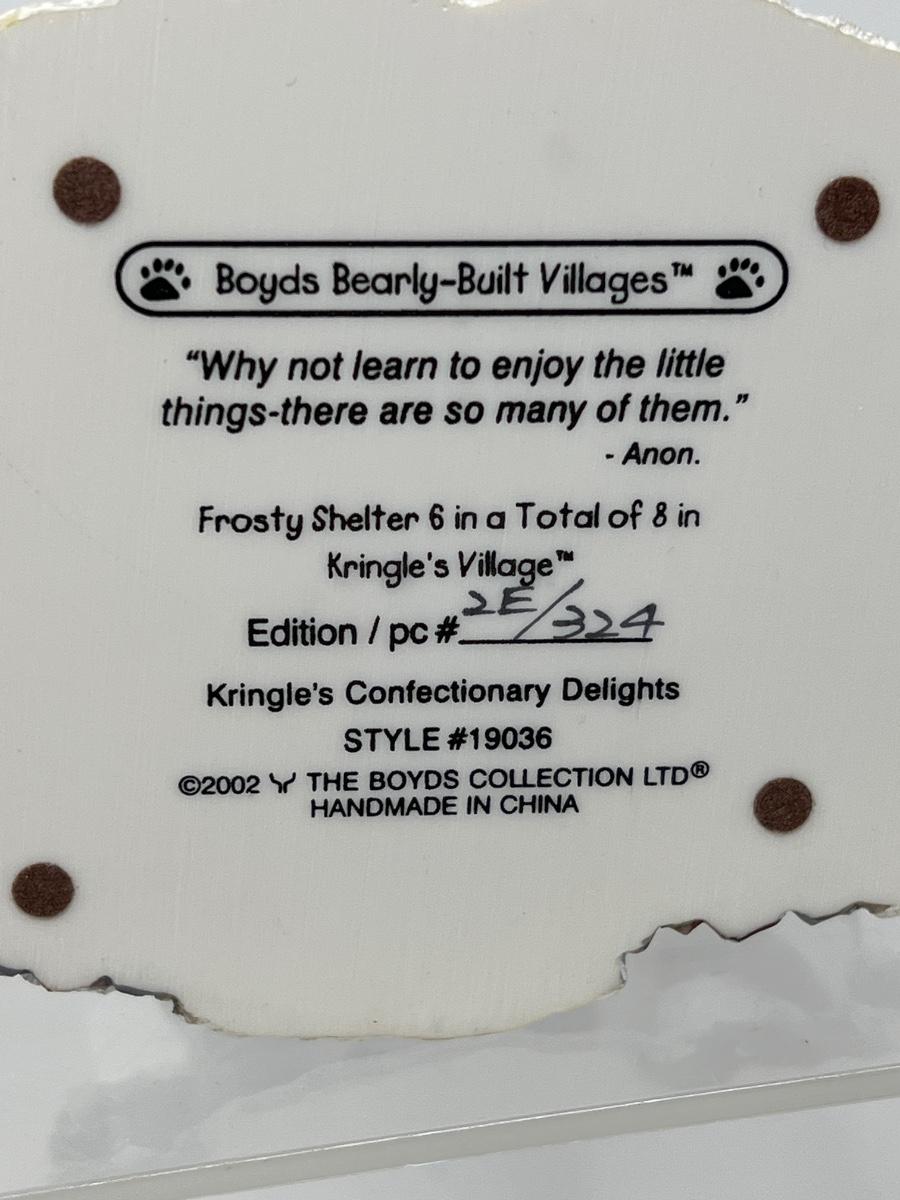 Boyds Bearly-Built Villages™
“Why not learn to enjoy the little
things-there are so many of them.”
- Anon.
Frosty Shelter 6 in a Total of 8 in
Kringle's Village™
Edition / pc # 2E/324
Kringle's Confectionary Delights
STYLE #19036
©2002 THE BOYDS COLLECTION LTD®
HANDMADE IN CHINA